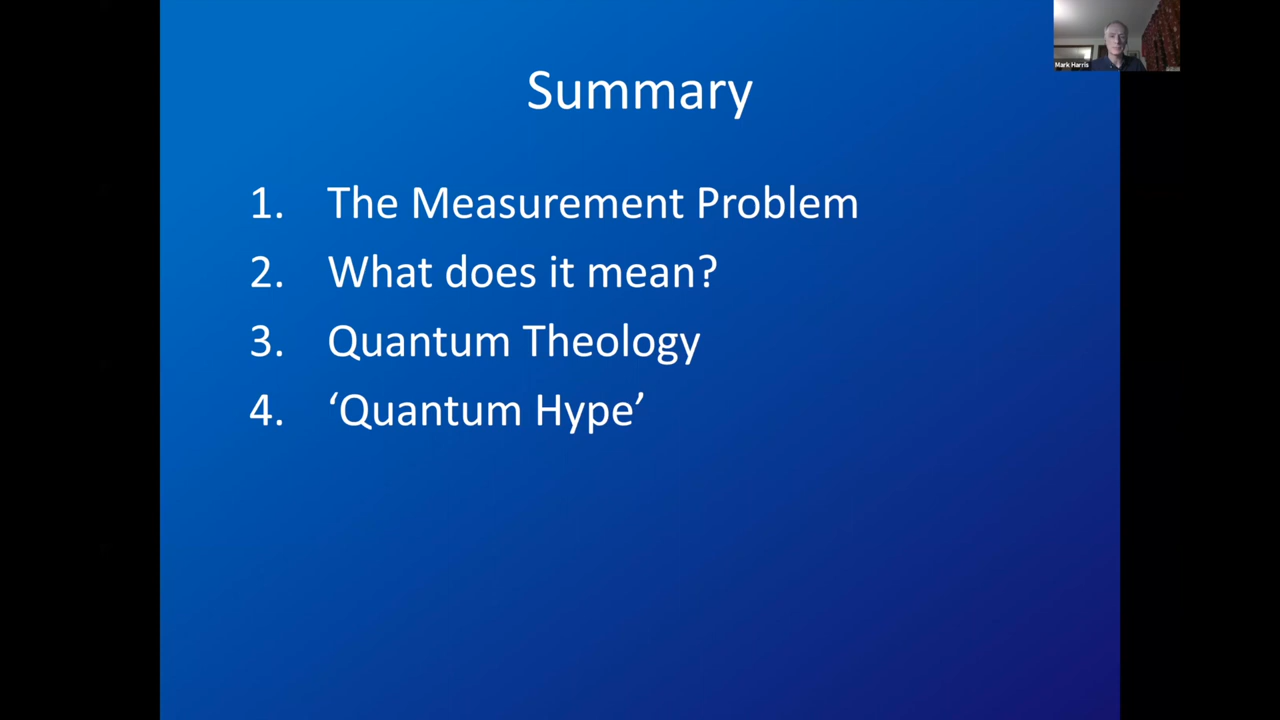 Mark Harris
Summary
1. The Measurement Problem
2. What does it mean?
3. Quantum Theology
4. ‘Quantum Hype’